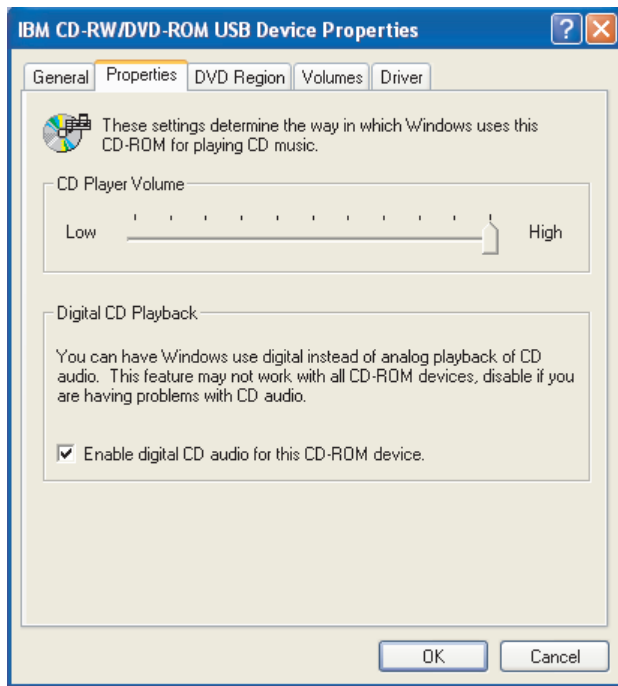 IBM CD-RW/DVD-ROM USB Device Properties
General Properties DVD Region Volumes Driver
These settings determine the way in which Windows uses this
CD-ROM for playing CD music.
CD Player Volume
Low High
Digital CD Playback
You can have Windows use digital instead of analog playback of CD
audio. This feature may not work with all CD-ROM devices, disable if you
are having problems with CD audio.
Enable digital CD audio for this CD-ROM device.
OK Cancel